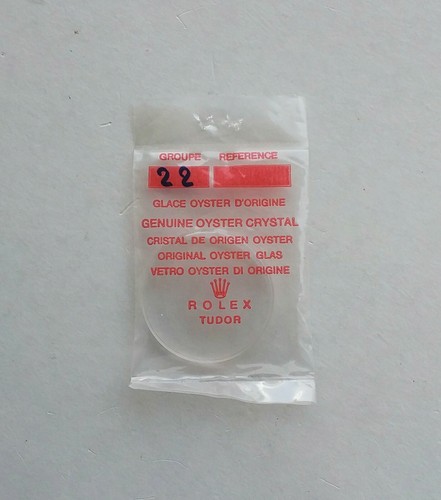 GROUPE REFERENCE
22
GLACE OYSTER D'ORIGINE
GENUINE OYSTER CRYSTAL
CRISTAL DE ORIGEN OYSTER
ORIGINAL OYSTER GLAS
VETRO OYSTER DI ORIGINE
ROLEX
TUDOR